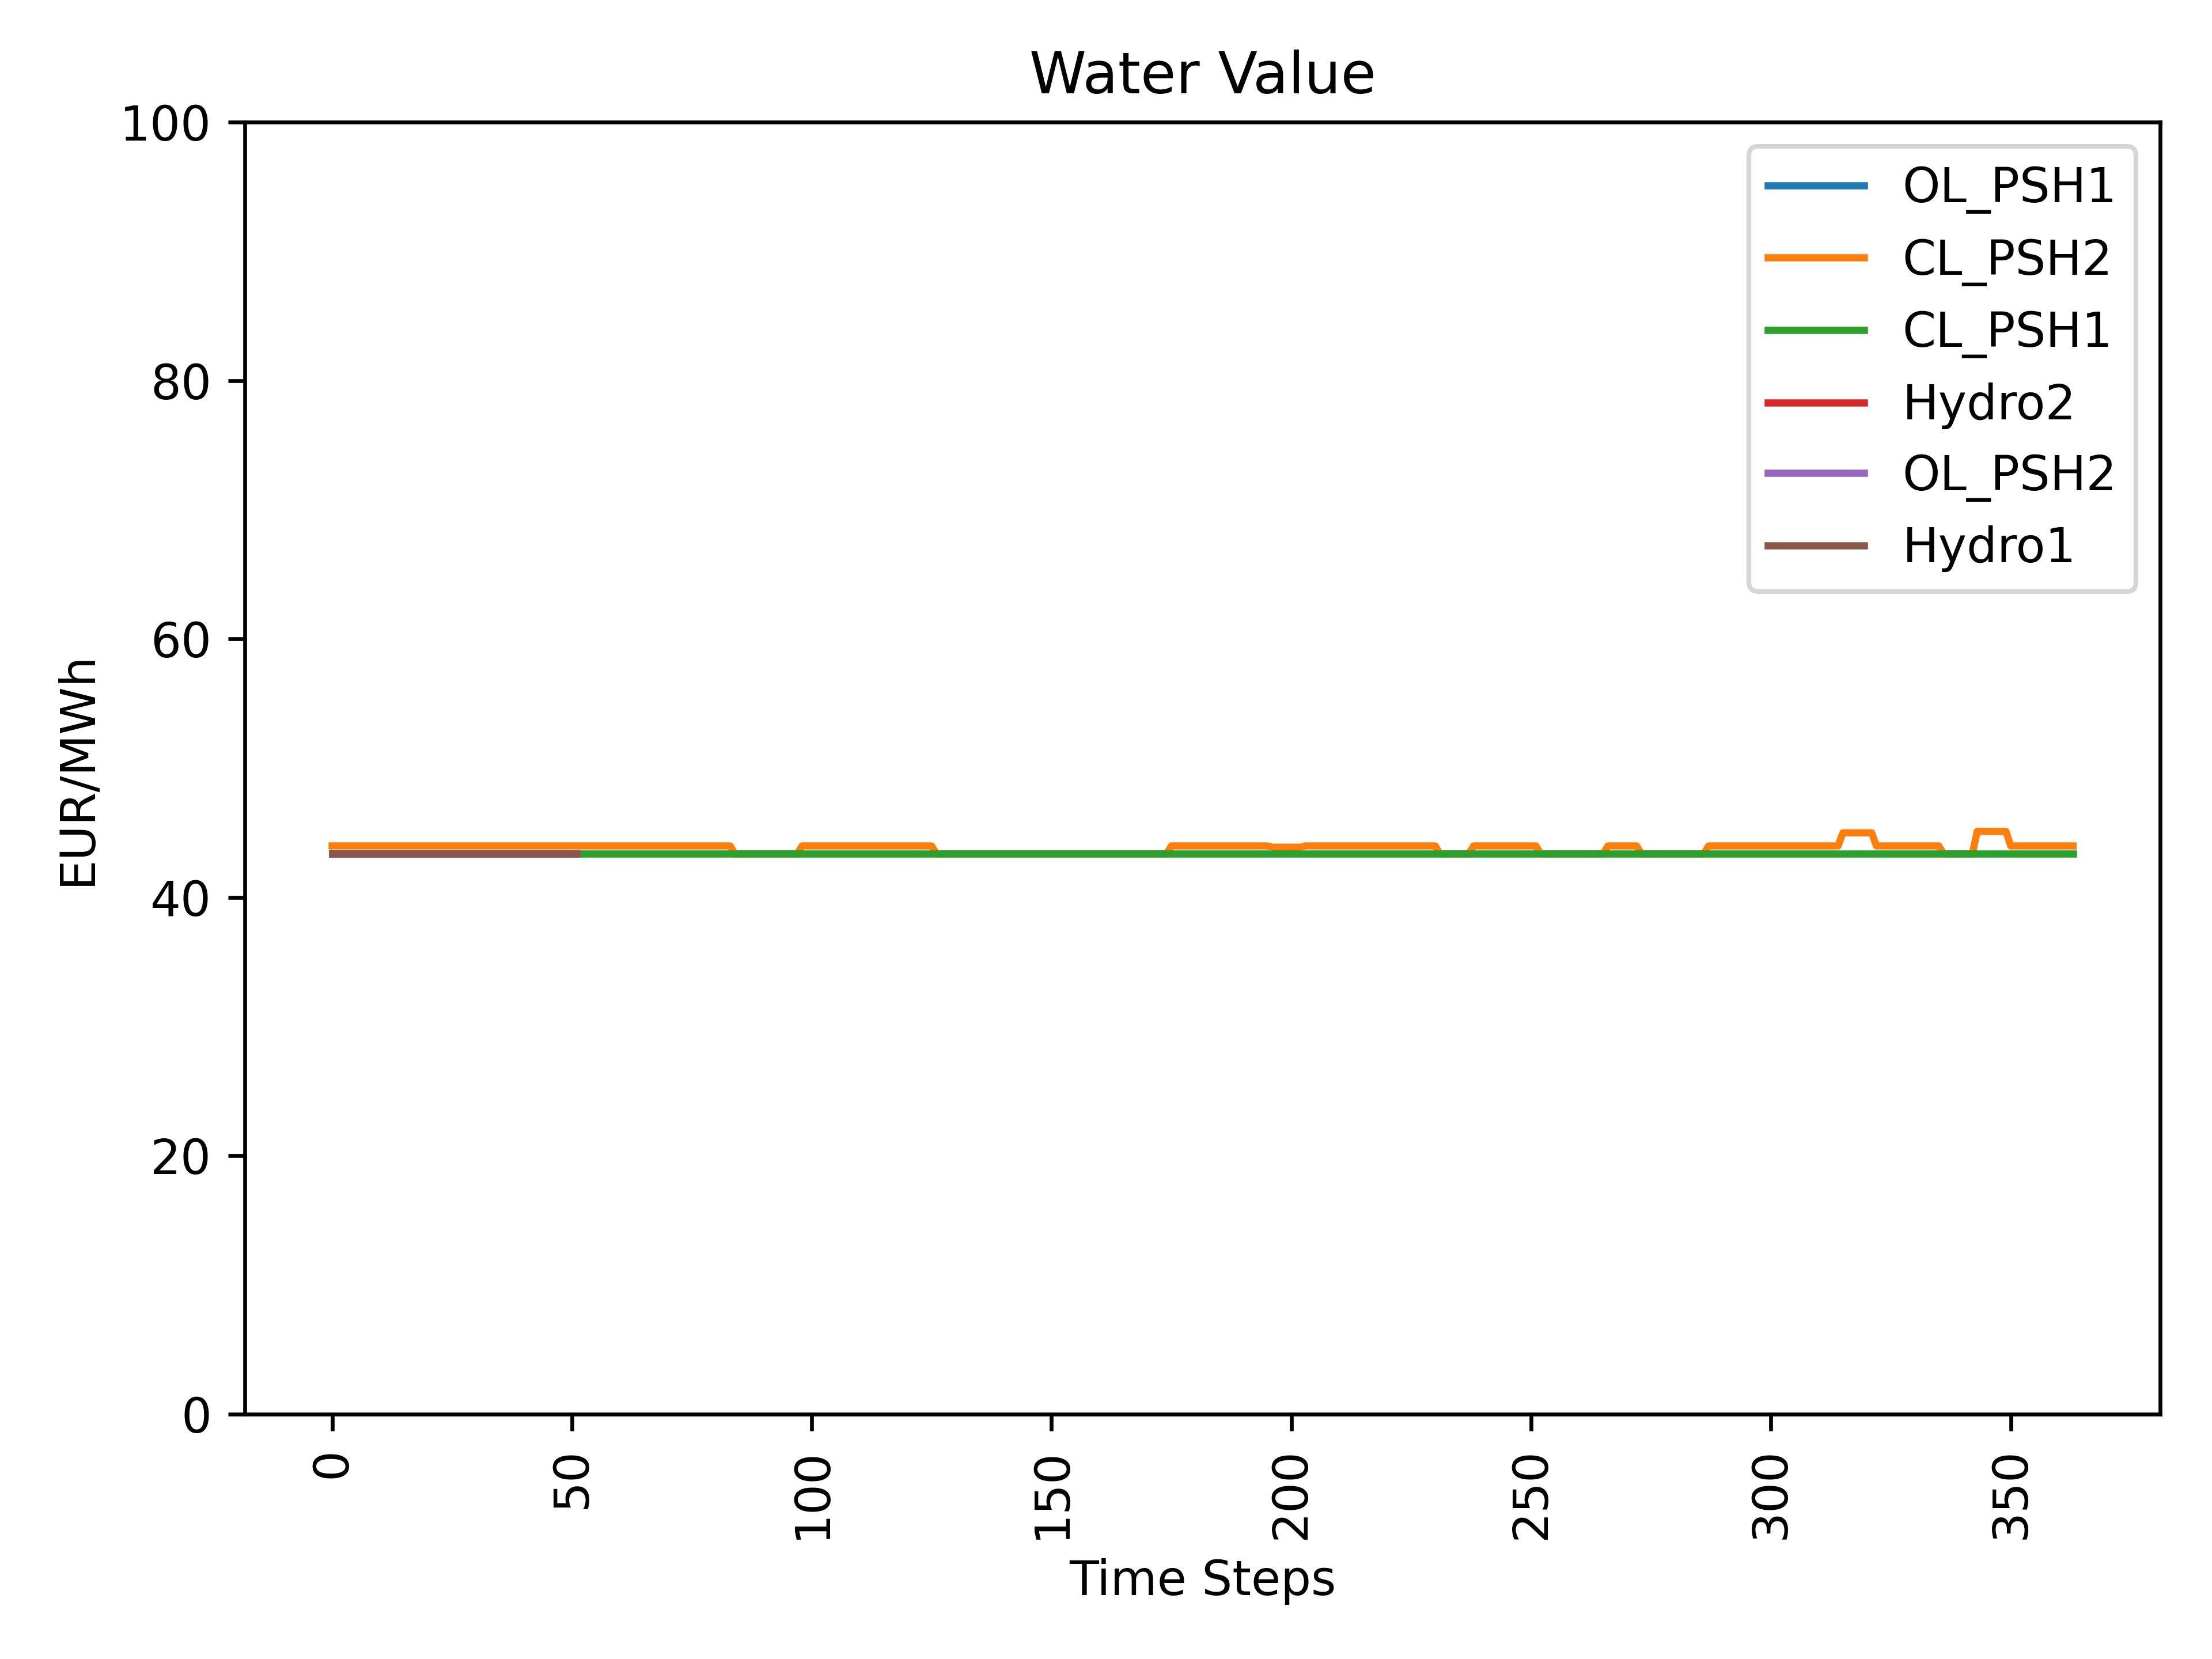 Water Value
100
80
60
40
20
0
EUR/MWh
OL_PSH1
CL_PSH2
CL_PSH1
Hydro2
OL_PSH2
Hydro1
0
50
100
150
200
250
300
350
Time Steps